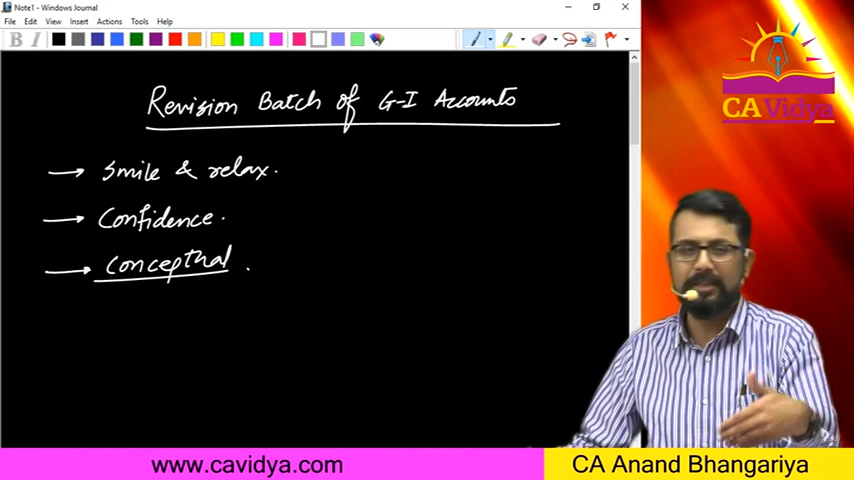 Note1 - Windows Journal
File Edit View Insert Actions Tools Help
B I
Revision Batch of G-I Accounts
→ Smile & relax.
→ Confidence.
→ Conceptual.
CA Vidya
www.cavidya.com
CA Anand Bhangariya